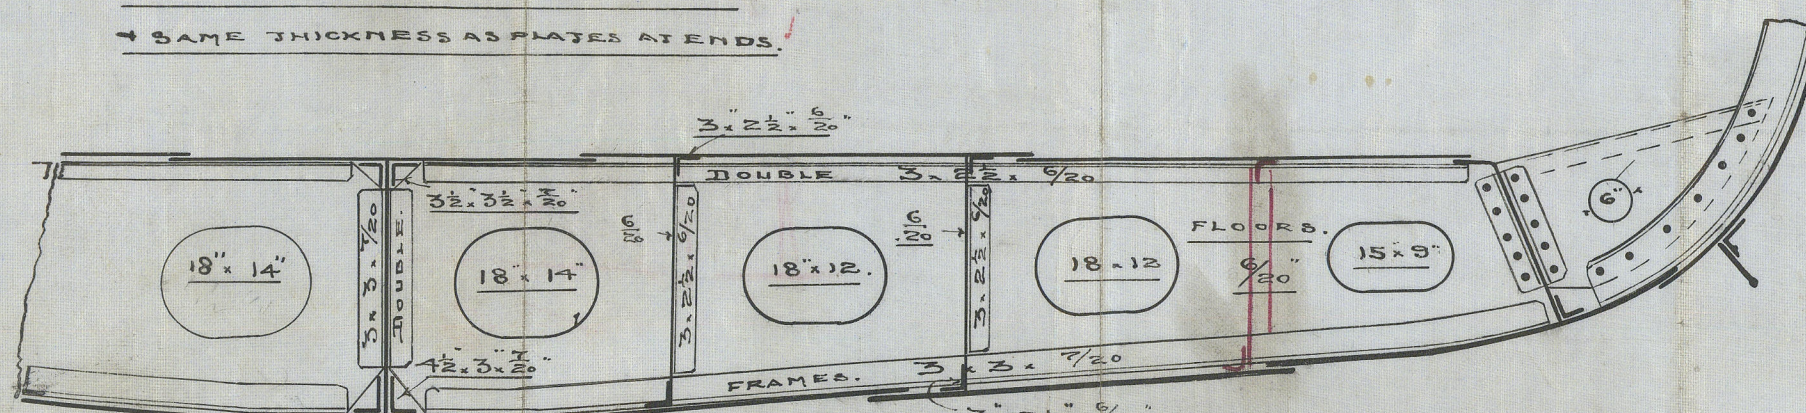 SAME THICKNESS AS PLATES AT ENDS.
3" x 2½" x 6/20"
DOUBLE 3 x 2½ x 6/20
3½" x 3½" x 7/20"
3 x 3 x 7/20
DOUBLE.
6/20
3 x 2½ x 6/20
6/20
3 x 2½ x 6/20
FLOORS.
6/20"
6"
18" x 14"
18" x 14"
18" x 12.
18 x 12
15 x 9"
4½" x 3" x 7/20"
FRAMES. 3 x 3 x 7/20